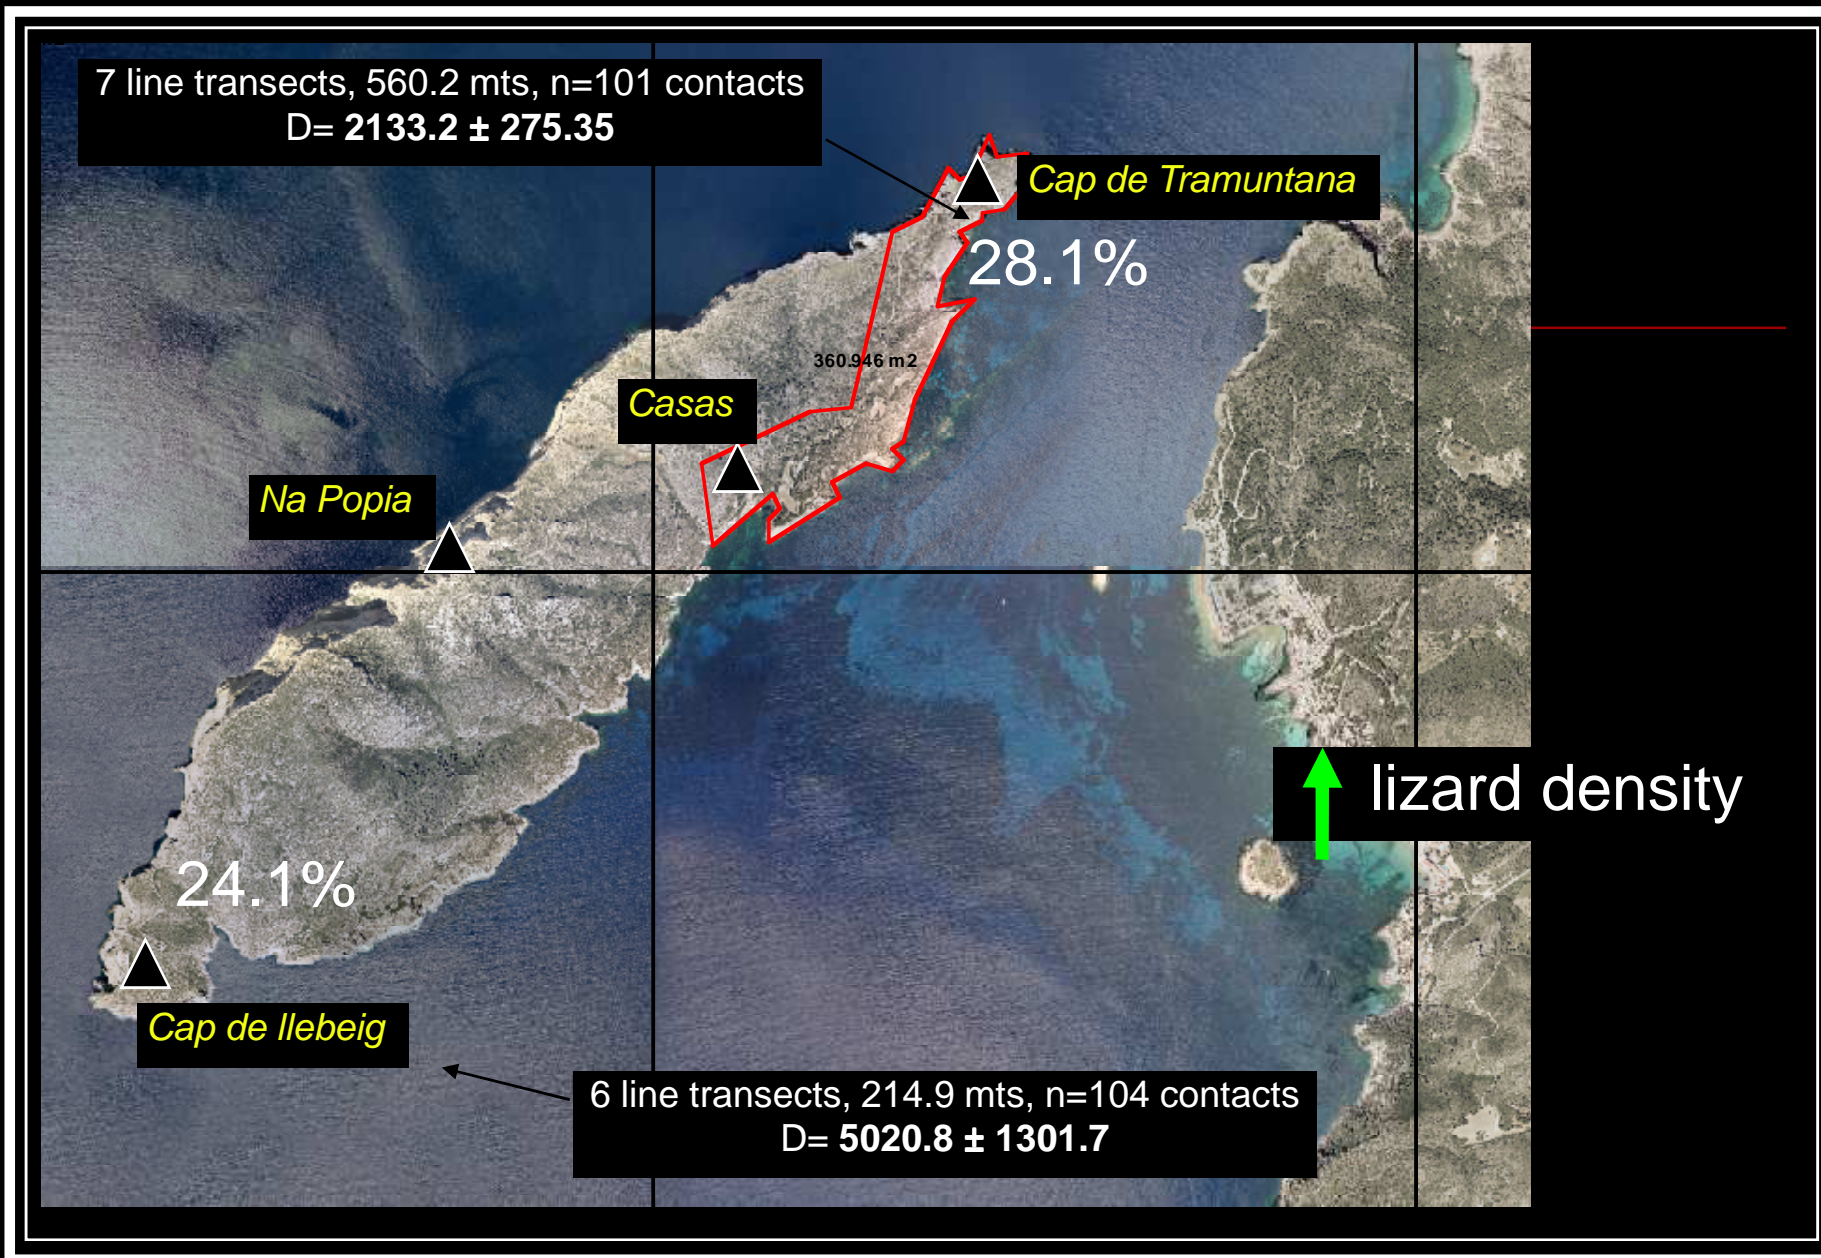 7 line transects, 560.2 mts, n=101 contacts
D= 2133.2 ± 275.35
Cap de Tramuntana
28.1%
360.946 m2
Casas
Na Popia
lizard density
24.1%
Cap de llebeig
6 line transects, 214.9 mts, n=104 contacts
D= 5020.8 ± 1301.7